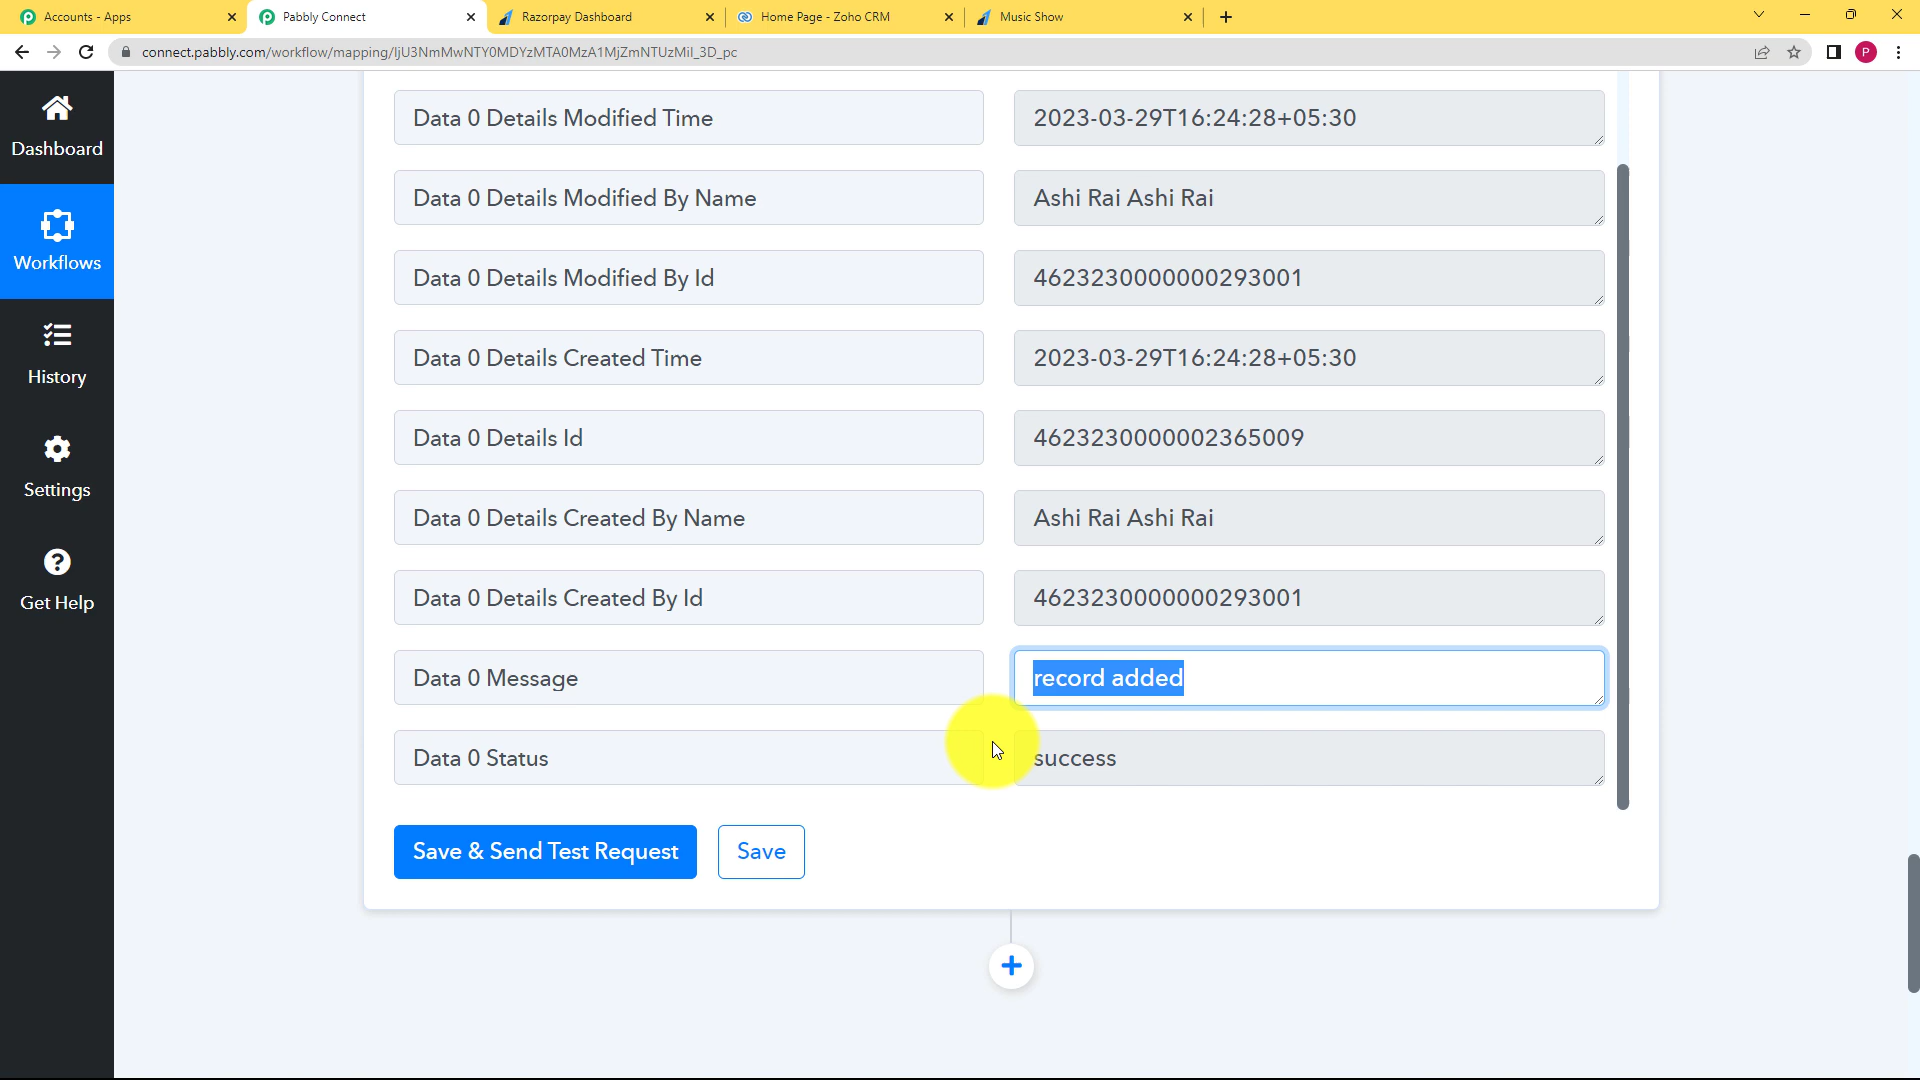 Accounts - Apps
Pabbly Connect
Razorpay Dashboard
Home Page - Zoho CRM
Music Show
connect.pabbly.com/workflow/mapping/IjU3NmMwNTY0MDYzMTA0MzA1MjZmNTUzMiI_3D_pc
P
Dashboard
Workflows
History
Settings
Get Help
Data 0 Details Modified Time
2023-03-29T16:24:28+05:30
Data 0 Details Modified By Name
Ashi Rai Ashi Rai
Data 0 Details Modified By Id
4623230000000293001
Data 0 Details Created Time
2023-03-29T16:24:28+05:30
Data 0 Details Id
4623230000002365009
Data 0 Details Created By Name
Ashi Rai Ashi Rai
Data 0 Details Created By Id
4623230000000293001
Data 0 Message
record added
Data 0 Status
success
Save & Send Test Request
Save